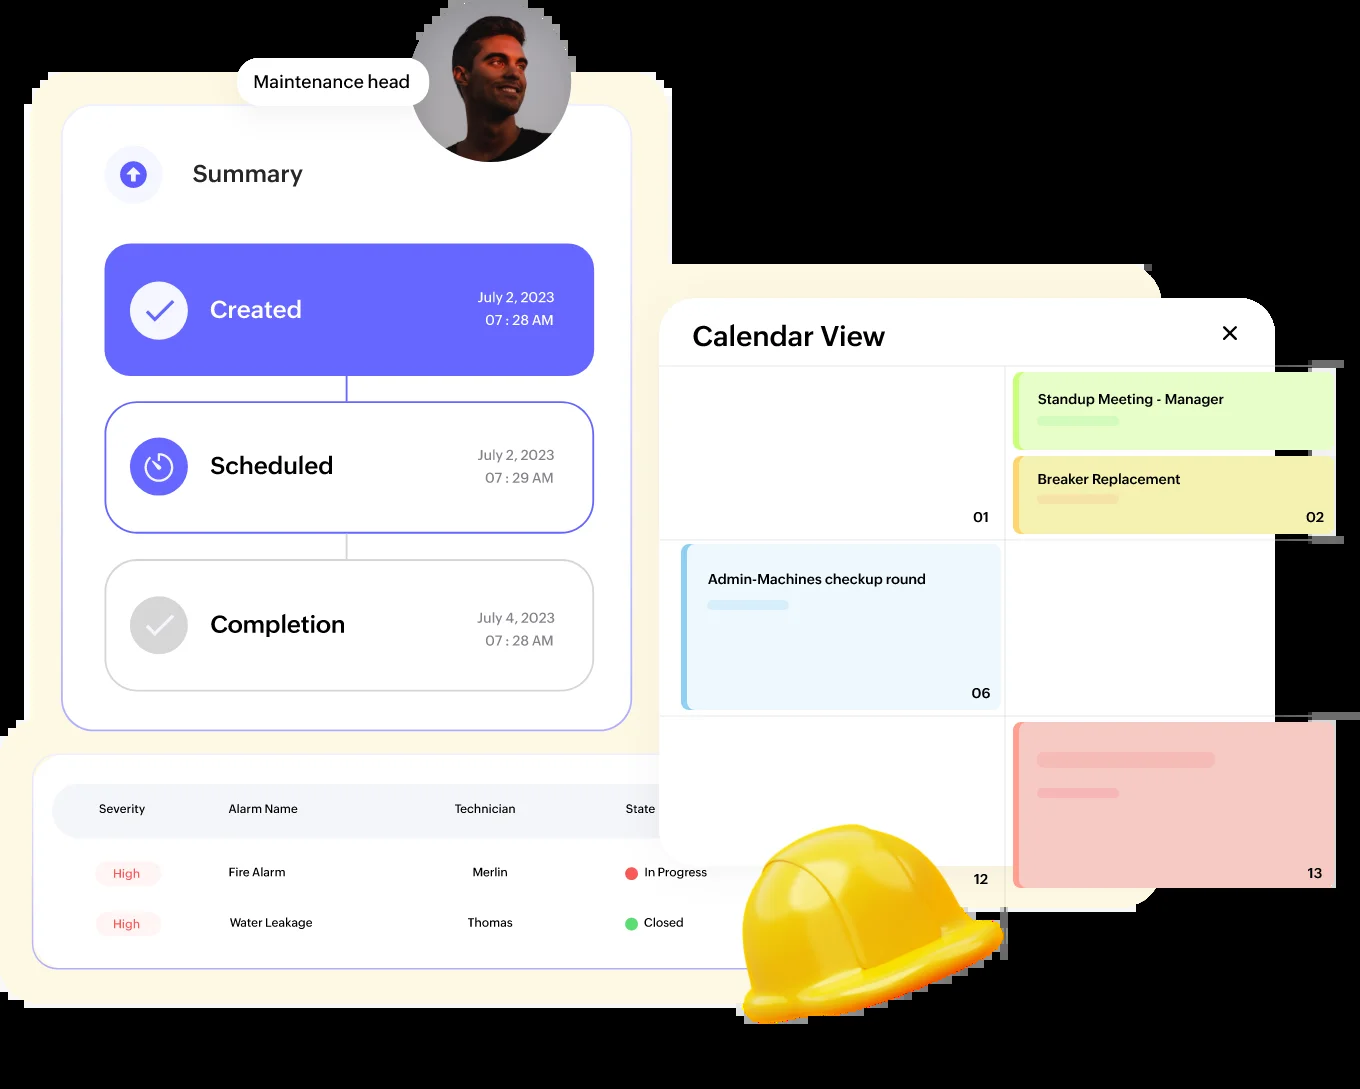 Maintenance head
Summary
Created
July 2, 2023
07 : 28 AM
Scheduled
July 2, 2023
07 : 29 AM
Completion
July 4, 2023
07 : 28 AM
Calendar View
Standup Meeting - Manager
Breaker Replacement
01
02
Admin-Machines checkup round
06
12
13
Severity Alarm Name Technician State
High Fire Alarm Merlin In Progress
High Water Leakage Thomas Closed